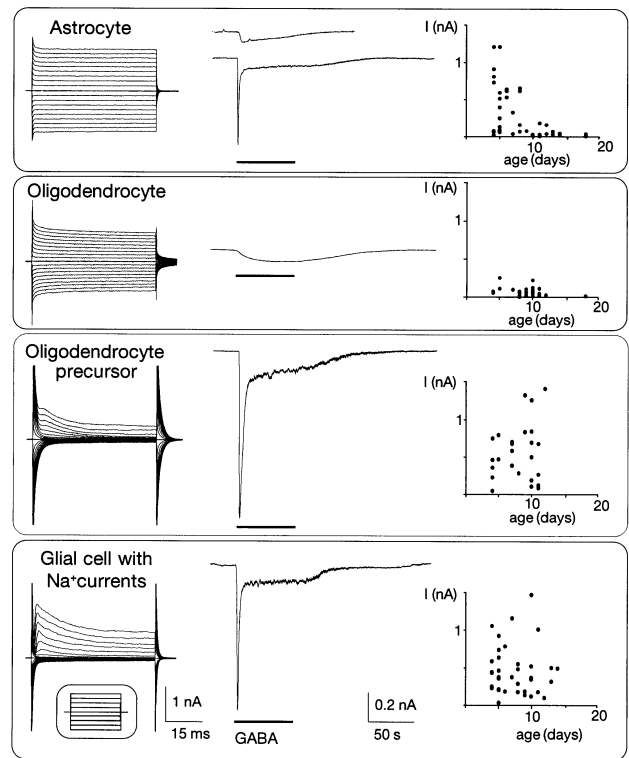 Astrocyte
I (nA)
1
10
20
age (days)
Oligodendrocyte
I (nA)
1
10
20
age (days)
Oligodendrocyte
precursor
I (nA)
1
10
20
age (days)
Glial cell with
Na⁺currents
I (nA)
1
10
20
age (days)
1 nA
15 ms
GABA
0.2 nA
50 s